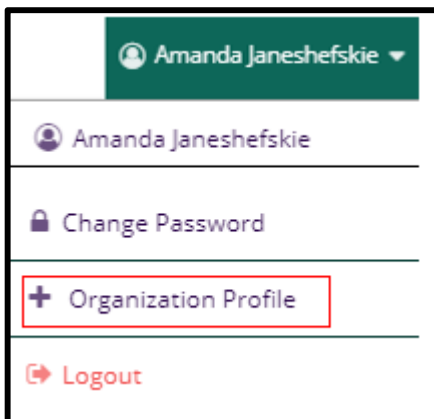 Amanda Janeshefskie
Amanda Janeshefskie
Change Password
Organization Profile
Logout